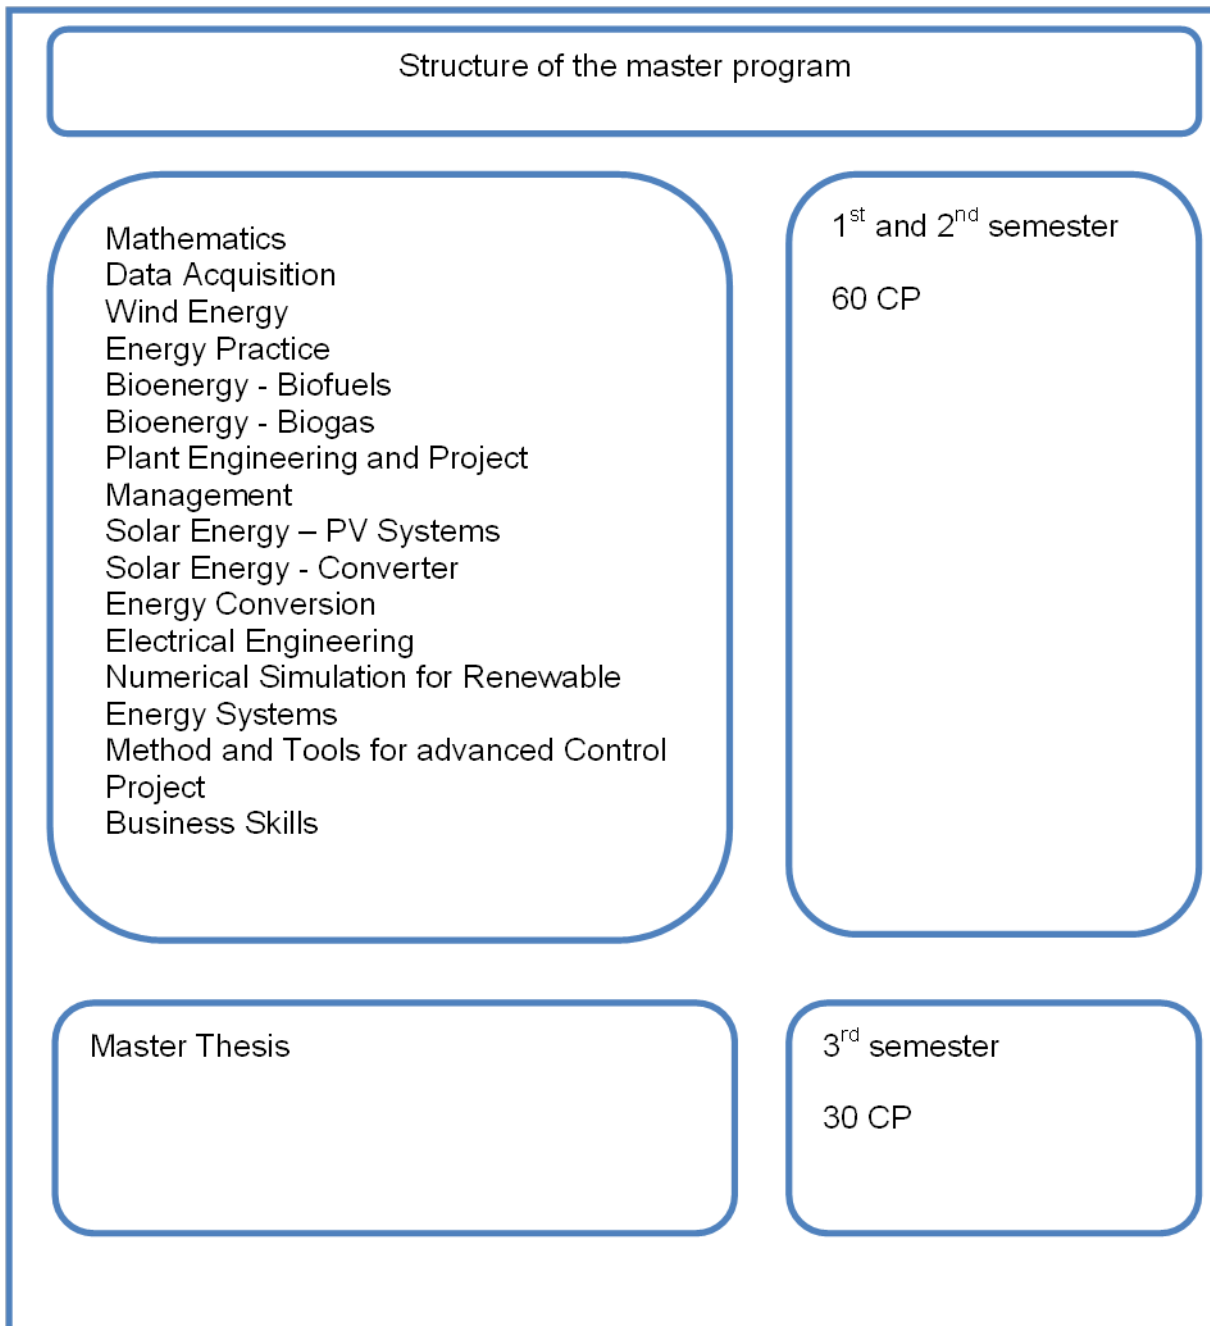 Structure of the master program
Mathematics
Data Acquisition
Wind Energy
Energy Practice
Bioenergy - Biofuels
Bioenergy - Biogas
Plant Engineering and Project
Management
Solar Energy – PV Systems
Solar Energy - Converter
Energy Conversion
Electrical Engineering
Numerical Simulation for Renewable
Energy Systems
Method and Tools for advanced Control
Project
Business Skills
1st and 2nd semester
60 CP
Master Thesis
3rd semester
30 CP